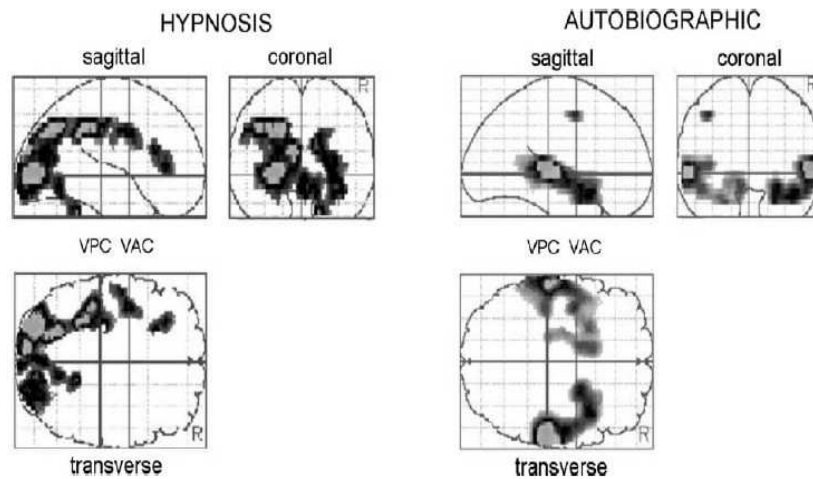 HYPNOSIS
sagittal
coronal
R
VPC VAC
R
transverse
AUTOBIOGRAPHIC
sagittal
coronal
R
VPC VAC
R
transverse